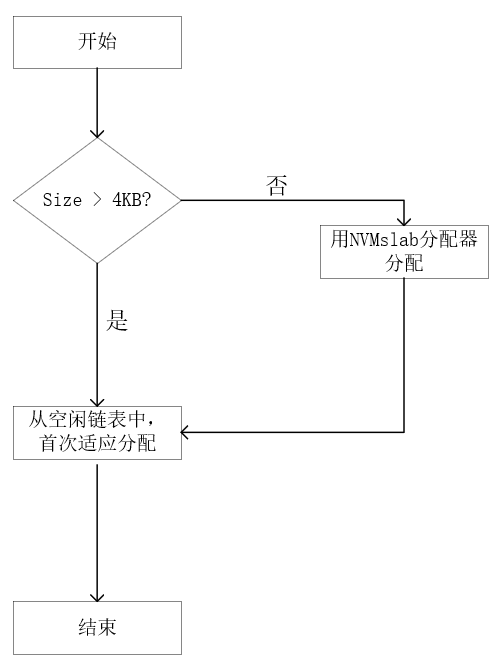 开始
Size > 4KB?
否
用NVMslab分配器
分配
是
从空闲链表中，
首次适应分配
结束